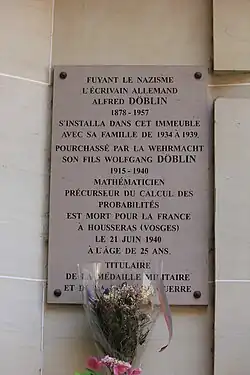 FUYANT LE NAZISME
L'ÉCRIVAIN ALLEMAND
ALFRED DÖBLIN
1878 - 1957
S'INSTALLA DANS CET IMMEUBLE
AVEC SA FAMILLE DE 1934 À 1939.
POURCHASSÉ PAR LA WEHRMACHT
SON FILS WOLFGANG DÖBLIN
1915 - 1940
MATHÉMATICIEN
PRÉCURSEUR DU CALCUL DES
PROBABILITÉS
EST MORT POUR LA FRANCE
À HOUSSERAS (VOSGES)
LE 21 JUIN 1940
À L'ÂGE DE 25 ANS.
TITULAIRE
DE LA MÉDAILLE MILITAIRE
ET